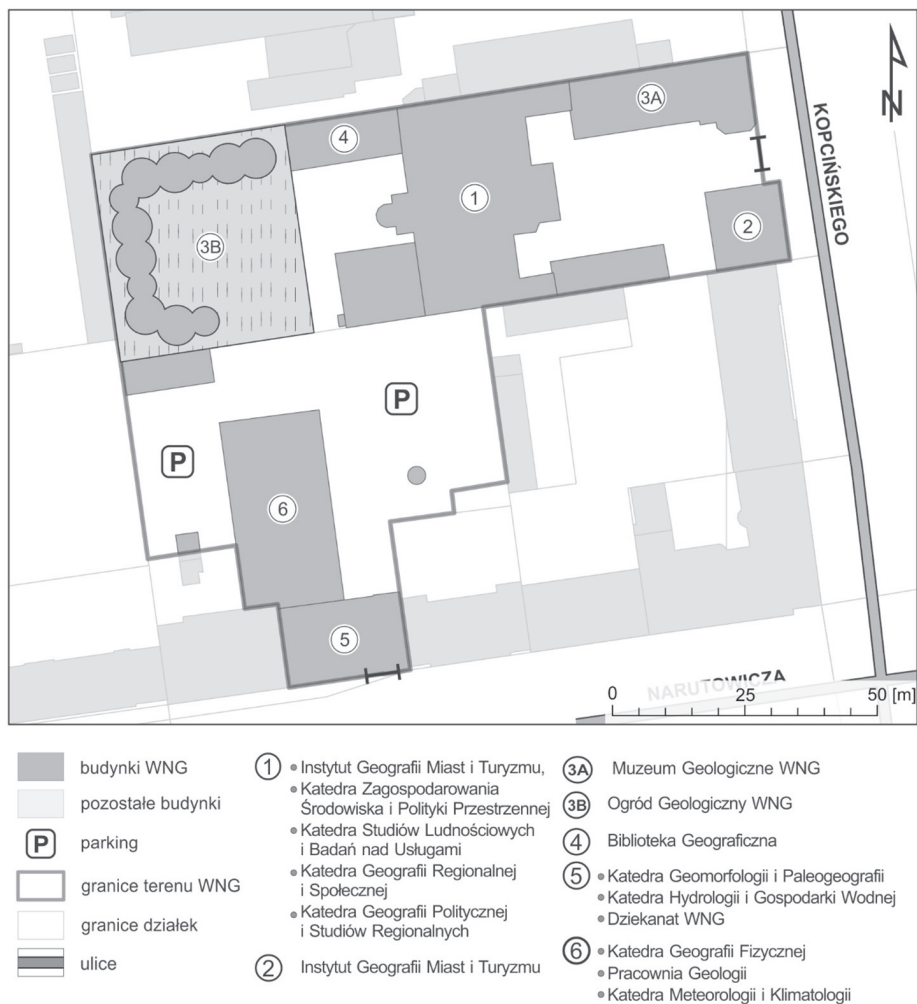 3A
4
1
2
3B
KOPCIŃSKIEGO
N
P
P
6
5
NARUTOWICZA
0 25 50 [m]
budynki WNG
pozostałe budynki
P parking
granice terenu WNG
granice działek
ulice
1 Instytut Geografii Miast i Turyzmu,
Katedra Zagospodarowania
Środowiska i Polityki Przestrzennej
Katedra Studiów Ludnościowych
i Badań nad Usługami
Katedra Geografii Regionalnej
i Społecznej
Katedra Geografii Politycznej
i Studiów Regionalnych
2 Instytut Geografii Miast i Turyzmu
3A Muzeum Geologiczne WNG
3B Ogród Geologiczny WNG
4 Biblioteka Geograficzna
5 Katedra Geomorfologii i Paleogeografii
Katedra Hydrologii i Gospodarki Wodnej
Dziekanat WNG
6 Katedra Geografii Fizycznej
Pracownia Geologii
Katedra Meteorologii i Klimatologii